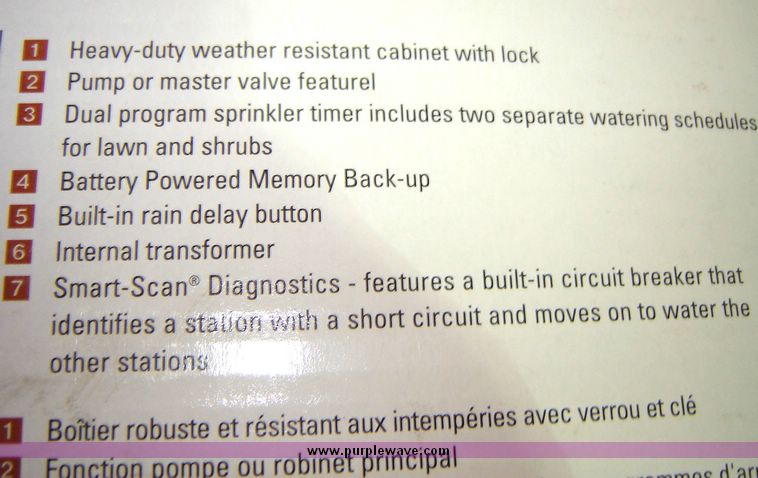 1 Heavy-duty weather resistant cabinet with lock
2 Pump or master valve featurel
3 Dual program sprinkler timer includes two separate watering schedules
for lawn and shrubs
4 Battery Powered Memory Back-up
5 Built-in rain delay button
6 Internal transformer
7 Smart-Scan® Diagnostics - features a built-in circuit breaker that
identifies a station with a short circuit and moves on to water the
other stations
1 Boîtier robuste et résistant aux intempéries avec verrou et clé
www.purplewave.com
2 Fonction pompe ou robinet principal